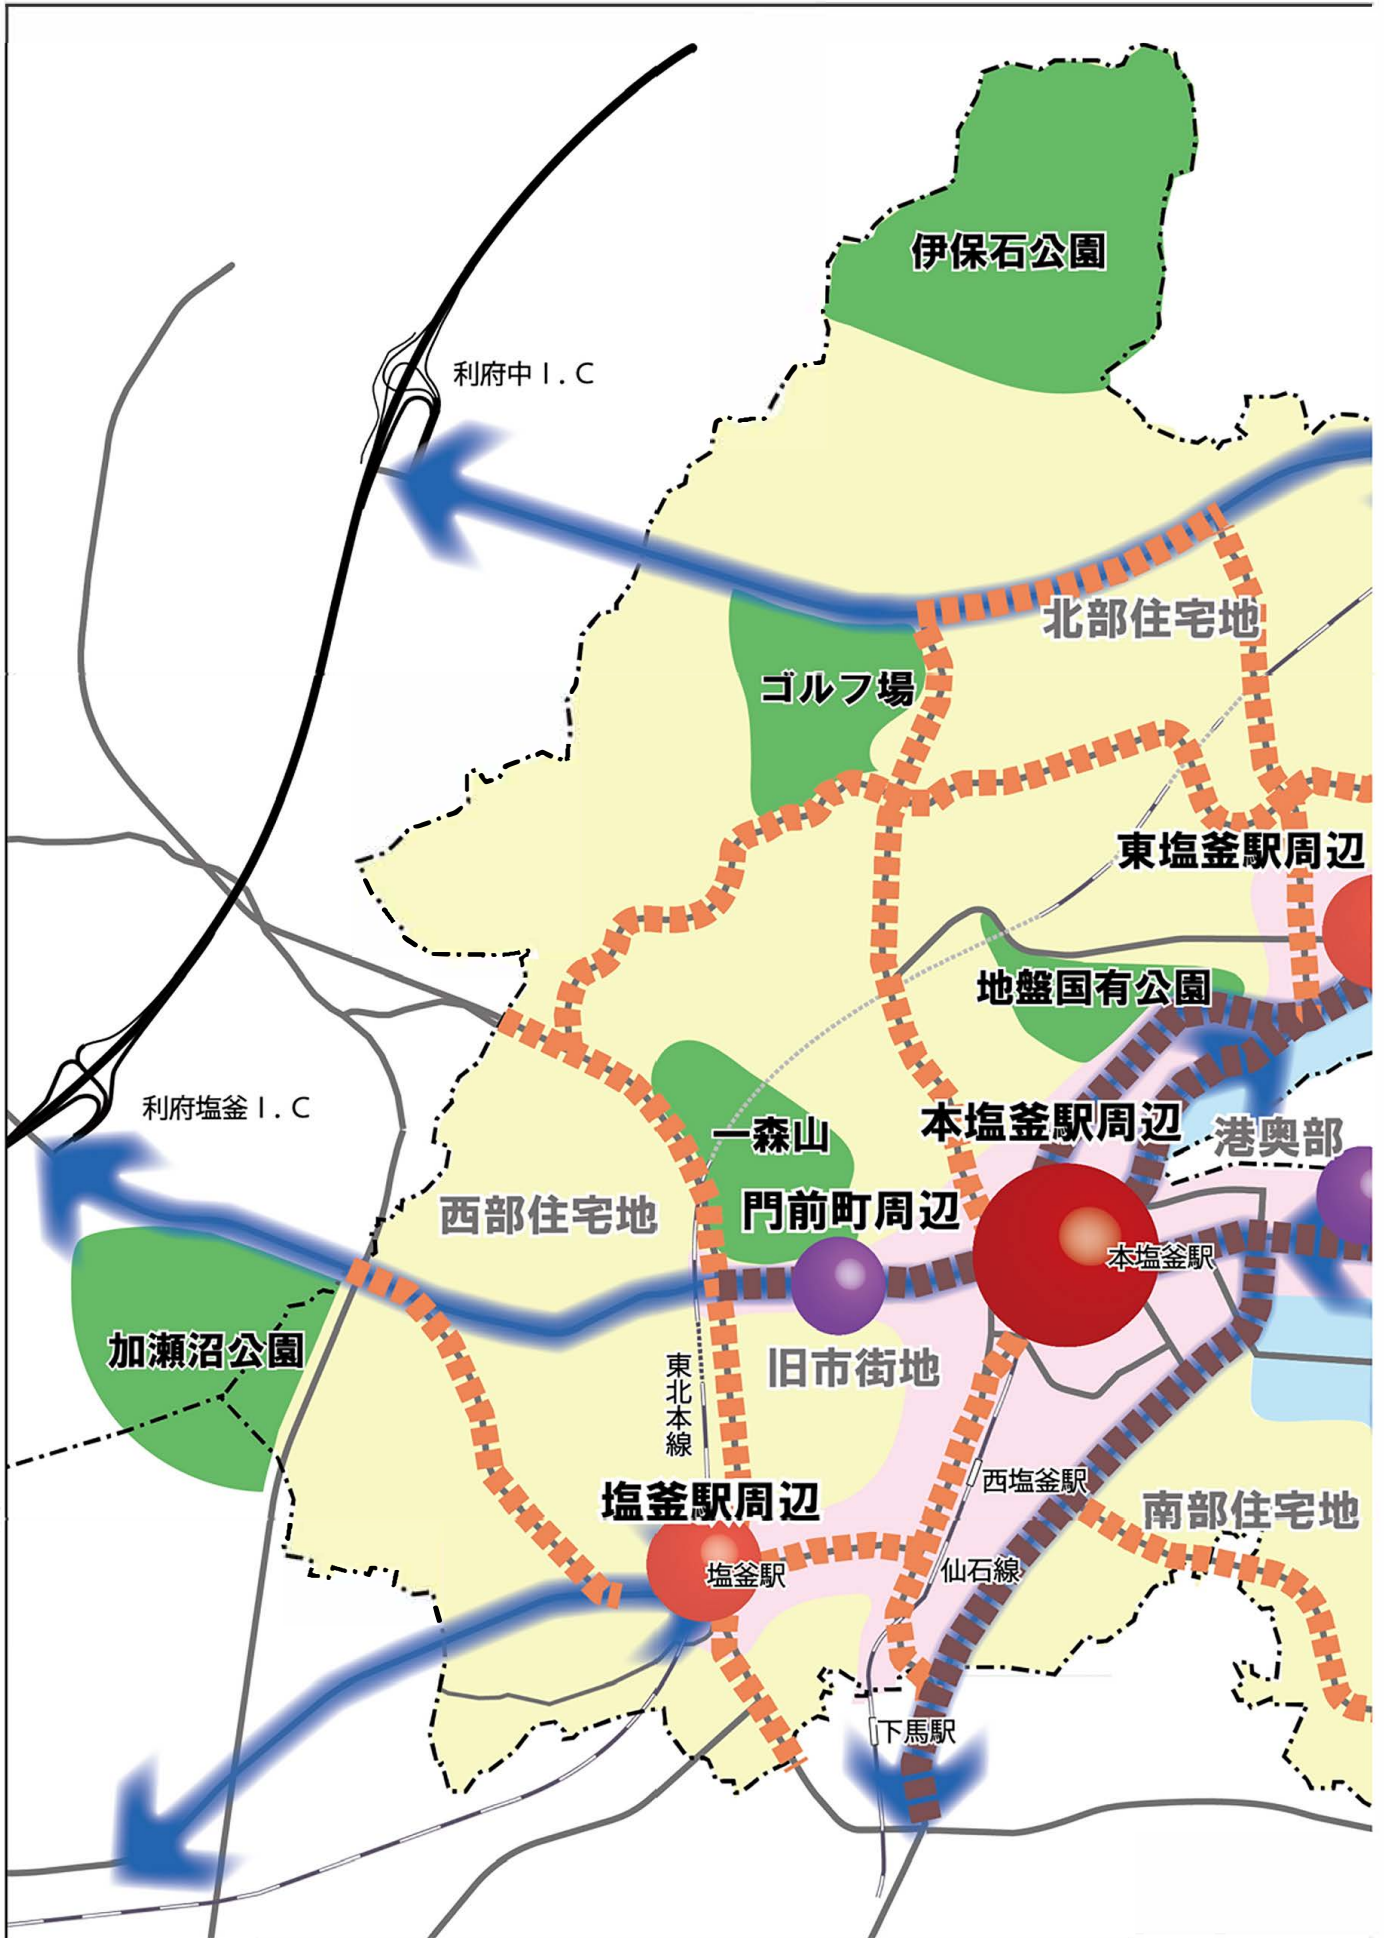 伊保石公園
利府中I.C
北部住宅地
ゴルフ場
東塩釜駅周辺
地盤国有公園
利府塩釜I.C
一森山
本塩釜駅周辺
港奥部
西部住宅地
門前町周辺
本塩釜駅
加瀬沼公園
旧市街地
東北本線
西塩釜駅
塩釜駅周辺
南部住宅地
塩釜駅
仙石線
下馬駅